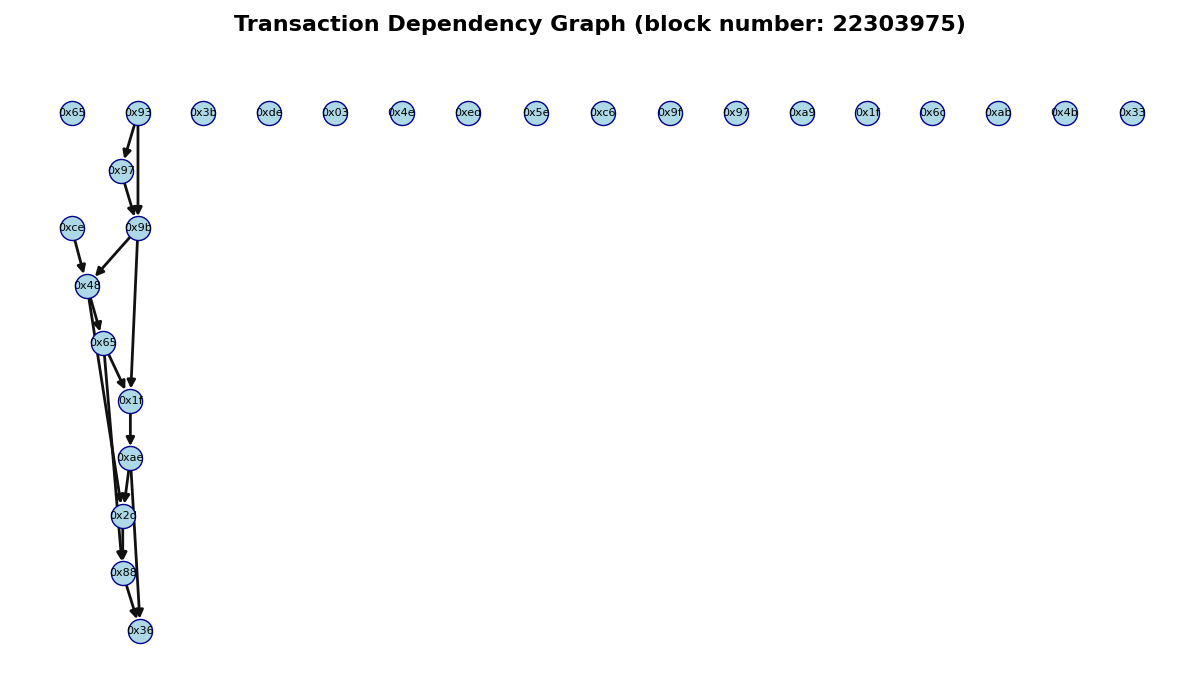 Transaction Dependency Graph (block number: 22303975)
0x65 0x93 0x3b 0xde 0x03 0x4e 0xed 0x5e 0xc6 0x9f 0x97 0xa9 0x1f 0x6c 0xab 0x4b 0x33
0x97
0xce 0x9b
0x48
0x65
0x1f
0xae
0x88
0x36